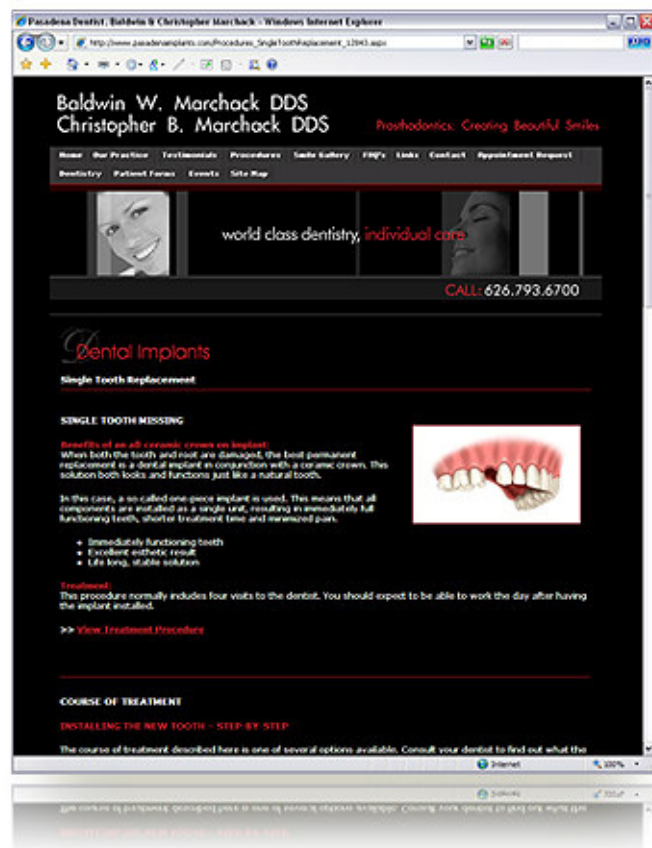 Pasadena Dentist, Baldwin & Christopher Marchack - Windows Internet Explorer
Baldwin W. Marchack DDS
Christopher B. Marchack DDS
Prosthodontics: Creating Beautiful Smiles
Home Our Practice Testimonials Procedures Smile Gallery FAQ's Links Contact Appointment Request
Dentistry Patient Forms Events Site Map
world class dentistry, individual care
CALL: 626.793.6700
Dental Implants
Single Tooth Replacement
SINGLE TOOTH MISSING
Benefits of an all-ceramic crown on implant:
When both the tooth and root are damaged, the best permanent
replacement is a dental implant in conjunction with a ceramic crown. This
solution both looks and functions just like a natural tooth.
In this case, a so called one-piece implant is used. This means that all
components are installed as a single unit, resulting in immediately full
functioning teeth, shorter treatment time and minimized pain.
Immediately functioning teeth
Excellent esthetic result
Life long, stable solution
Treatment:
This procedure normally includes four visits to the dentist. You should expect to be able to work the day after having
the implant installed.
>> View Treatment Procedure
COURSE OF TREATMENT
INSTALLING THE NEW TOOTH - STEP BY STEP
The course of treatment described here is one of several options available. Consult your dentist to find out what the
Internet
100%